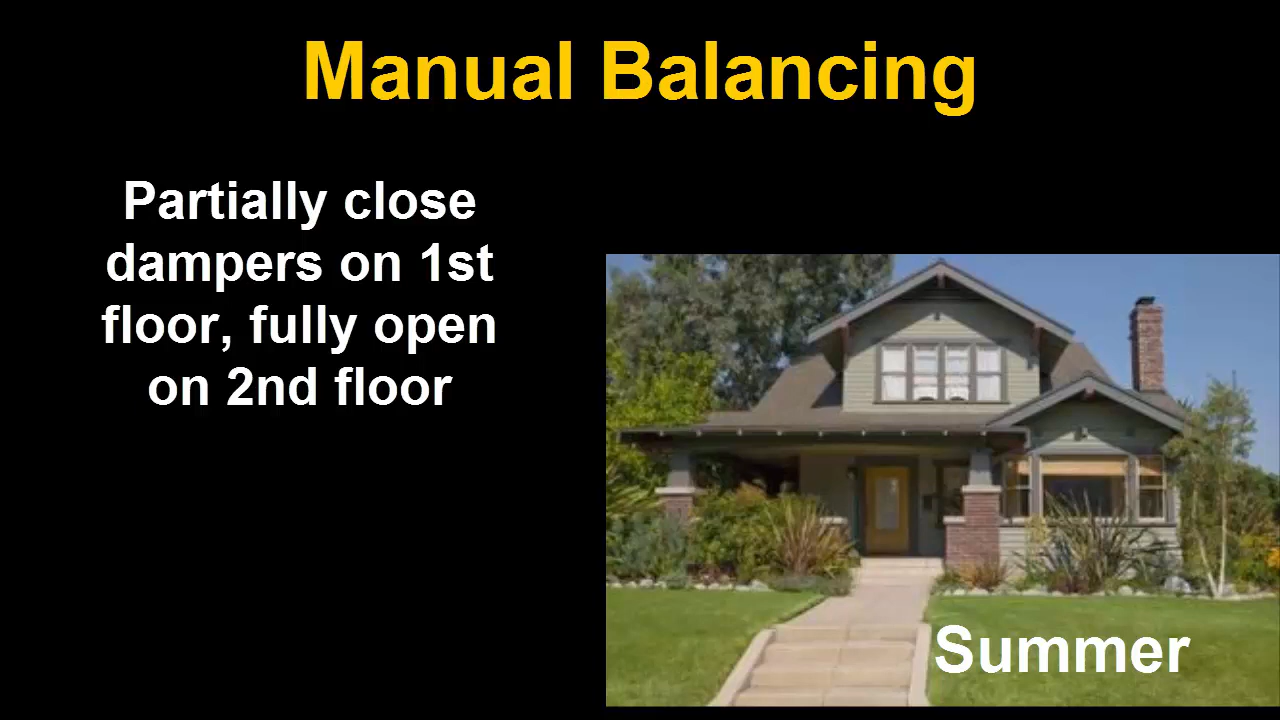 Manual Balancing
Partially close
dampers on 1st
floor, fully open
on 2nd floor
Summer